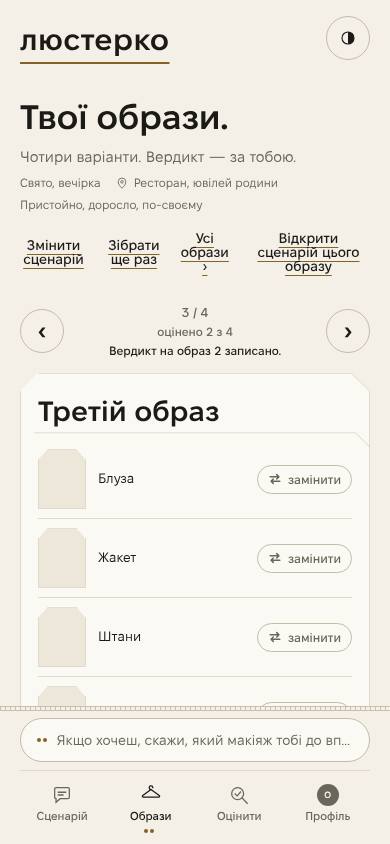 люстерко
Твої образи.
Чотири варіанти. Вердикт — за тобою.
Свято, вечірка Ресторан, ювілей родини
Пристойно, доросло, по-своєму
Змінити
сценарій
Зібрати
ще раз
Усі
образи
›
Відкрити
сценарій цього
образу
‹
3 / 4
оцінено 2 з 4
Вердикт на образ 2 записано.
›
Третій образ
Блуза замінити
Жакет замінити
Штани замінити
Якщо хочеш, скажи, який макіяж тобі до вп...
Сценарій Образи Оцінити О Профіль